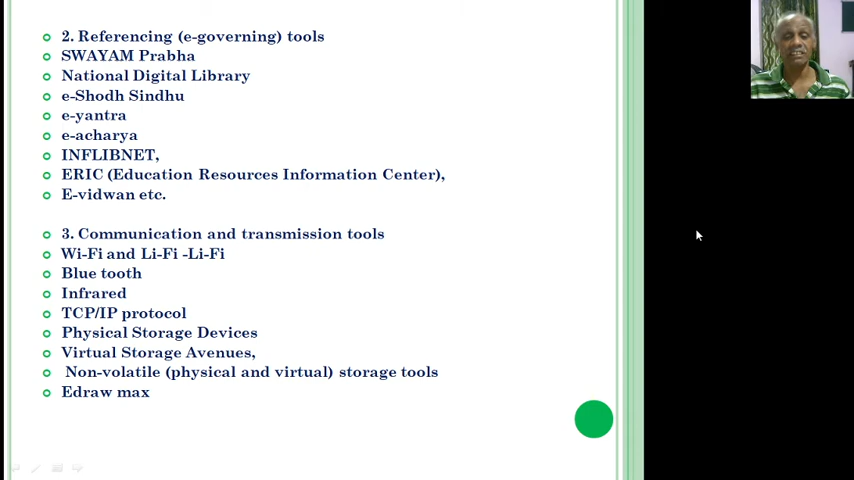 2. Referencing (e-governing) tools
SWAYAM Prabha
National Digital Library
e-Shodh Sindhu
e-yantra
e-acharya
INFLIBNET,
ERIC (Education Resources Information Center),
E-vidwan etc.
3. Communication and transmission tools
Wi-Fi and Li-Fi -Li-Fi
Blue tooth
Infrared
TCP/IP protocol
Physical Storage Devices
Virtual Storage Avenues,
Non-volatile (physical and virtual) storage tools
Edraw max